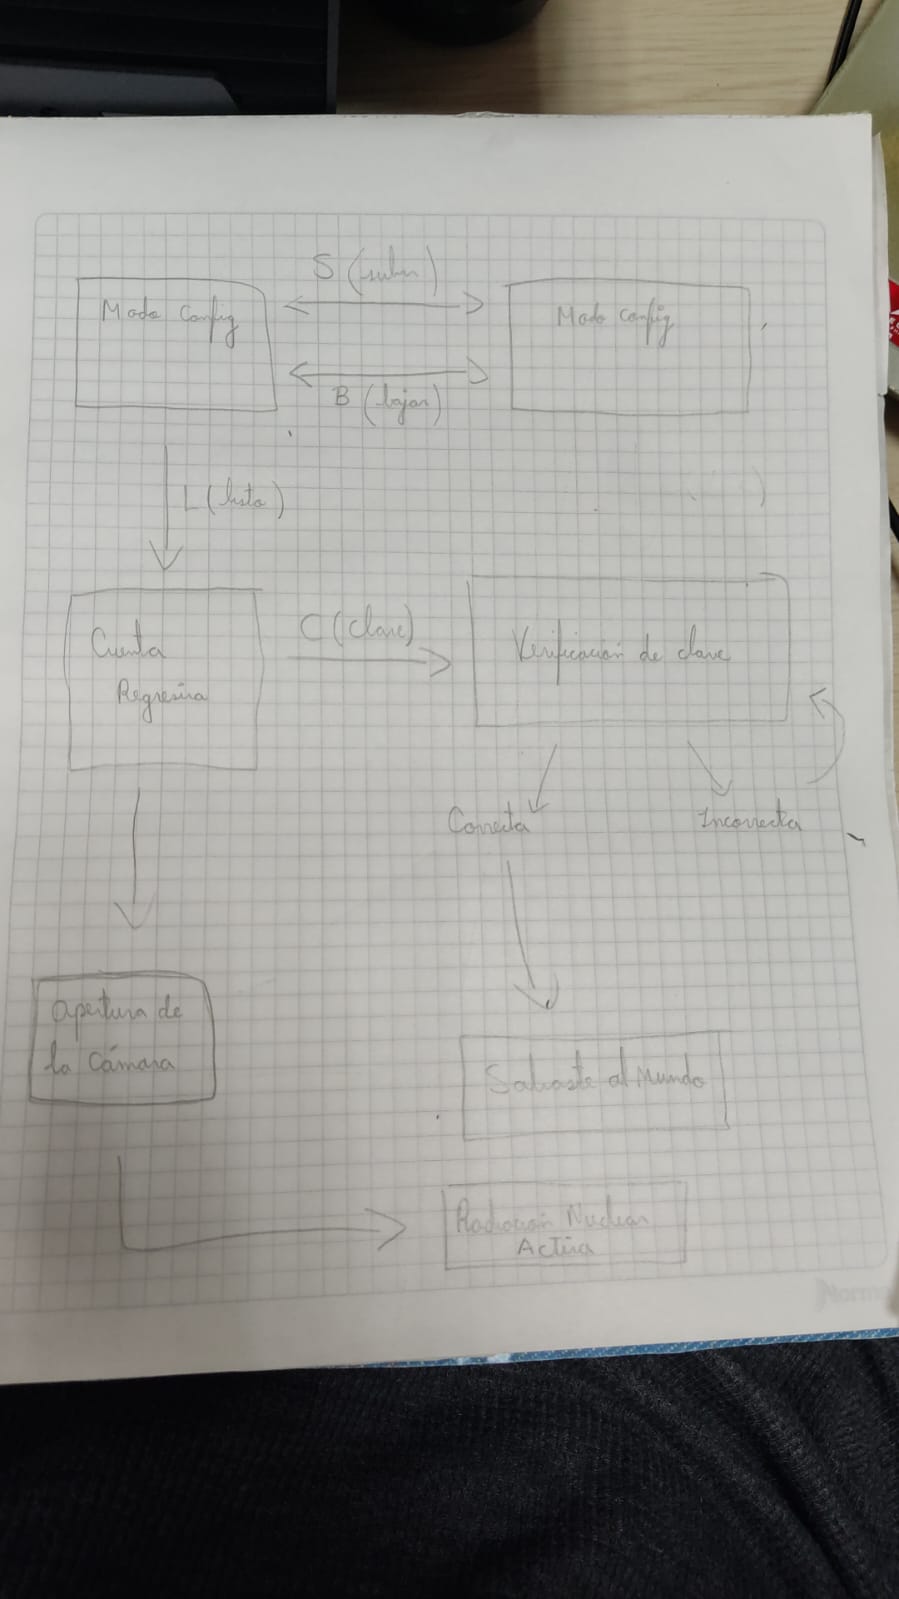 S (subir)
Modo Config
Modo Config
B (bajar)
L (listo)
C (Clave)
Cuenta
Regresiva
Verificación de clave
Correcta
Incorrecta
Apertura de
la Cámara
Salvaste al Mundo
Radiación Nuclear
Activa
Norma